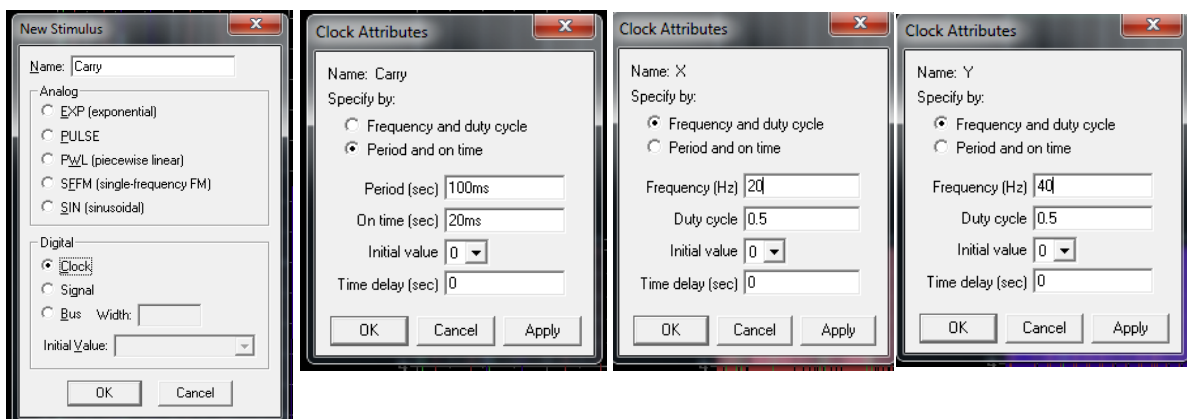 New Stimulus
Name: Carry
Analog
EXP (exponential)
PULSE
PWL (piecewise linear)
SFFM (single-frequency FM)
SIN (sinusoidal)
Digital
Clock
Signal
Bus Width:
Initial Value:
OK Cancel
Clock Attributes
Name: Carry
Specify by:
Frequency and duty cycle
Period and on time
Period (sec) 100ms
On time (sec) 20ms
Initial value 0
Time delay (sec) 0
OK Cancel Apply
Clock Attributes
Name: X
Specify by:
Frequency and duty cycle
Period and on time
Frequency (Hz) 20
Duty cycle 0.5
Initial value 0
Time delay (sec) 0
OK Cancel Apply
Clock Attributes
Name: Y
Specify by:
Frequency and duty cycle
Period and on time
Frequency (Hz) 40
Duty cycle 0.5
Initial value 0
Time delay (sec) 0
OK Cancel Apply